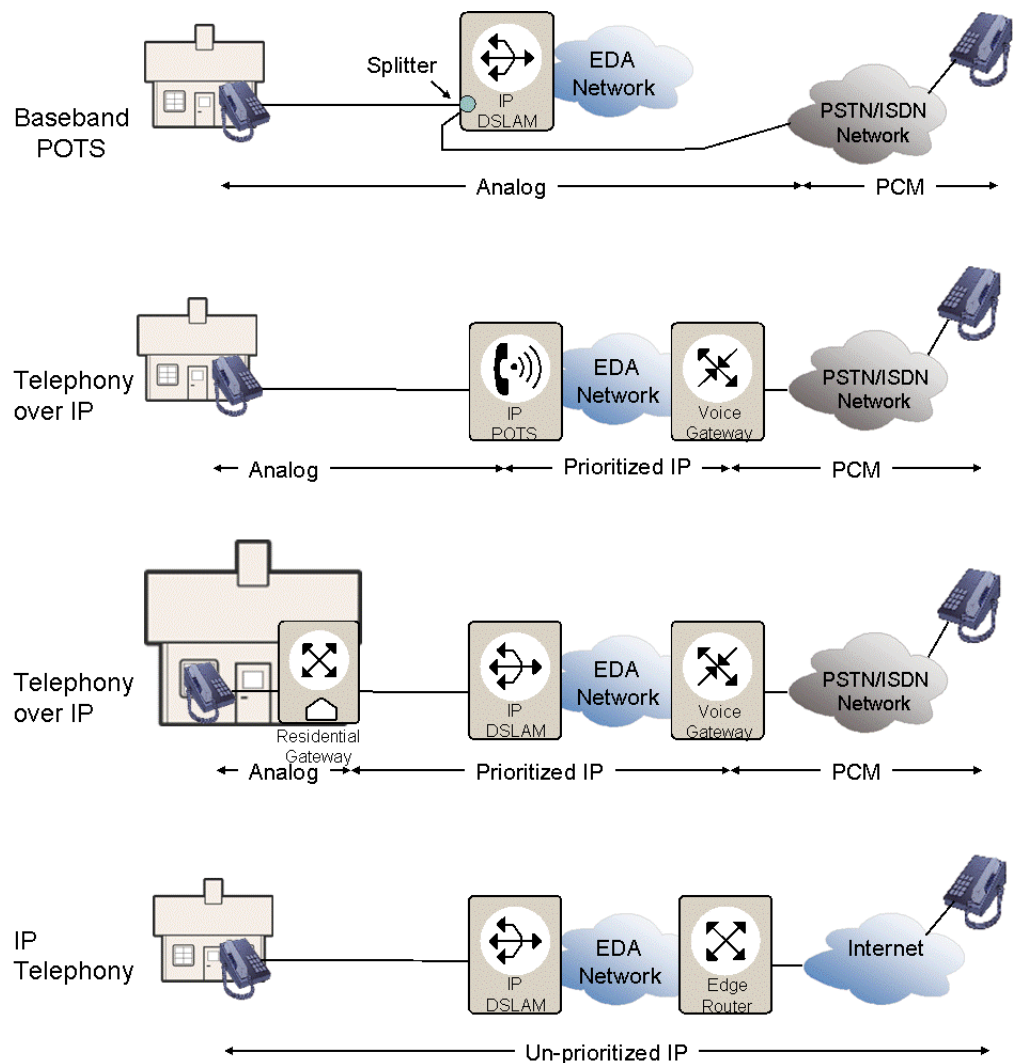 Splitter
EDA
Network
IP
DSLAM
Baseband
POTS
PSTN/ISDN
Network
Analog
PCM
Telephony
over IP
IP
POTS
EDA
Network
Voice
Gateway
PSTN/ISDN
Network
Analog
Prioritized IP
PCM
Telephony
over IP
Residential
Gateway
IP
DSLAM
EDA
Network
Voice
Gateway
PSTN/ISDN
Network
Analog
Prioritized IP
PCM
IP
Telephony
IP
DSLAM
EDA
Network
Edge
Router
Internet
Un-prioritized IP